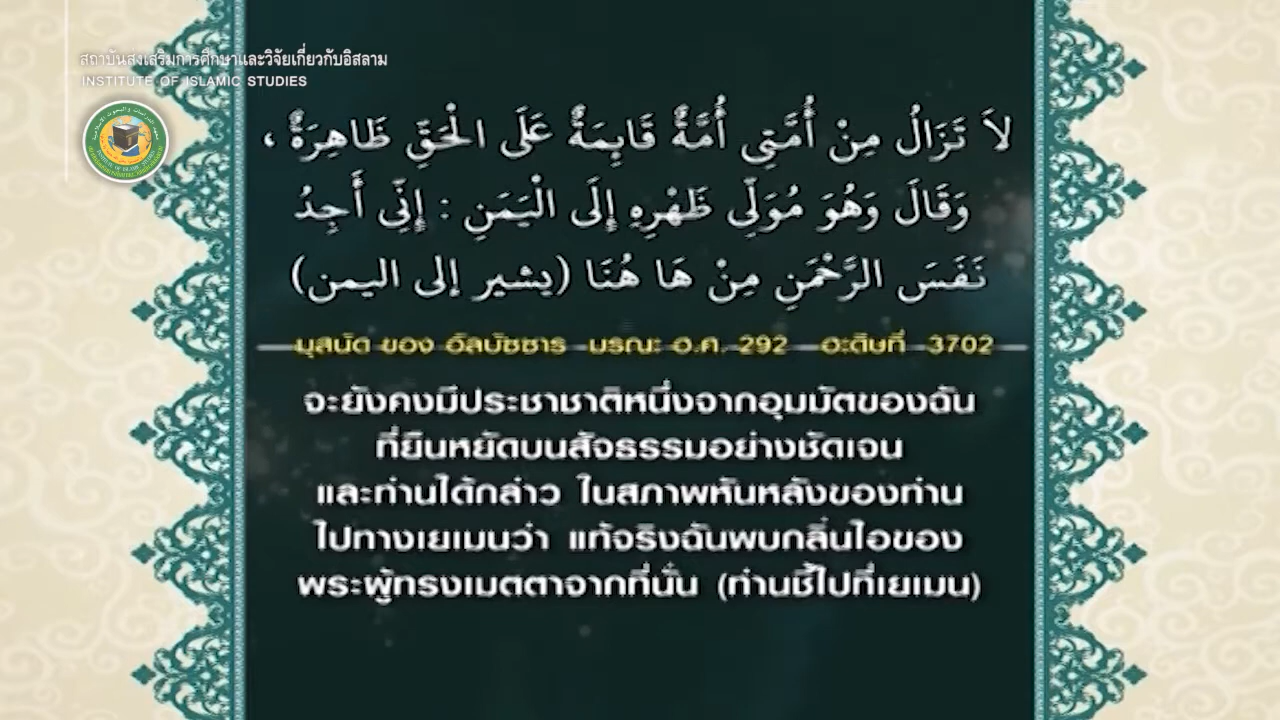 สถาบันส่งเสริมการศึกษาและวิจัยเกี่ยวกับอิสลาม
INSTITUTE OF ISLAMIC STUDIES
لاَ تَزَالُ مِنْ أُمَّتِي أُمَّةٌ قَايِمَةٌ عَلَى الْحَقِّ ظَاهِرَةٌ ،
وَقَالَ وَهُوَ مُوَلِّي ظَهْرِهِ إِلَى الْيَمَنِ : إِنِّي أَجِدُ
نَفَسَ الرَّحْمَنِ مِنْ هَا هُنَا (يشير إلى اليمن)
มุสนัด ของ อัลบัซซาร มรณะ ฮ.ศ. 292 ฮะดิษที่ 3702
จะยังคงมีประชาชาติหนึ่งจากอุมมัตของฉัน
ที่ยืนหยัดบนสัจธรรมอย่างชัดเจน
และท่านได้กล่าว ในสภาพหันหลังของท่าน
ไปทางเยเมนว่า แท้จริงฉันพบกลิ่นไอของ
พระผู้ทรงเมตตาจากที่นั่น (ท่านชี้ไปที่เยเมน)